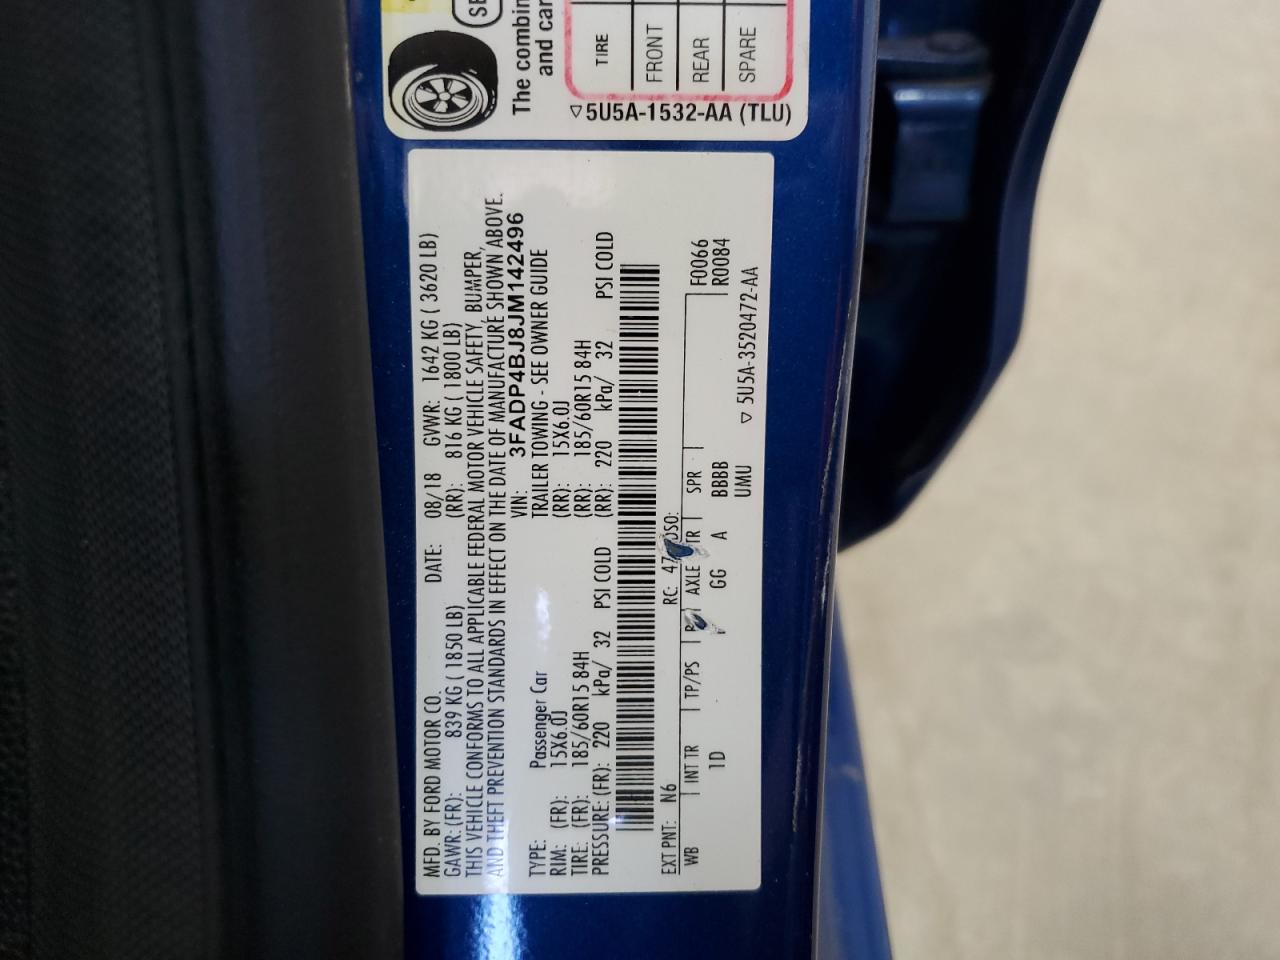 SE
The combin
and car
TIRE
FRONT
REAR
SPARE
▽5U5A-1532-AA (TLU)
MFD. BY FORD MOTOR CO. DATE: 08/18 GVWR: 1642 KG ( 3620 LB)
GAWR: (FR): 839 KG ( 1850 LB) (RR): 816 KG ( 1800 LB)
THIS VEHICLE CONFORMS TO ALL APPLICABLE FEDERAL MOTOR VEHICLE SAFETY, BUMPER,
AND THEFT PREVENTION STANDARDS IN EFFECT ON THE DATE OF MANUFACTURE SHOWN ABOVE.
VIN: 3FADP4BJ8JM142496
TYPE: Passenger Car TRAILER TOWING - SEE OWNER GUIDE
RIM: (FR): 15X6.0J (RR): 15X6.0J
TIRE: (FR): 185/60R15 84H (RR): 185/60R15 84H
PRESSURE: (FR): 220 kPa/ 32 PSI COLD (RR): 220 kPa/ 32 PSI COLD
EXT PNT: N6 RC: 47 DSO:
WB INT TR TP/PS R AXLE TR SPR F0066
1D GG A BBBB R0084
UMU
▽ 5U5A-3520472-AA